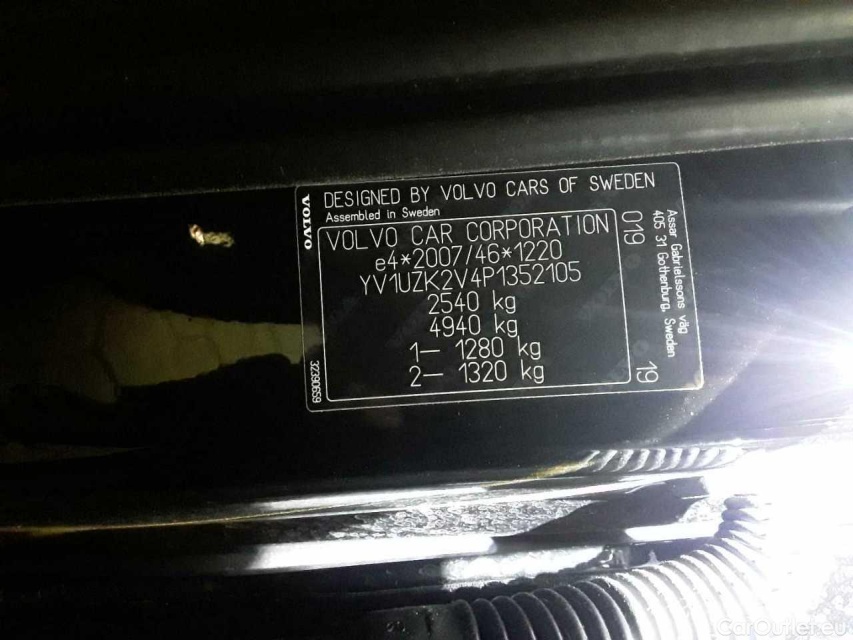 DESIGNED BY VOLVO CARS OF SWEDEN
Assembled in Sweden
VOLVO
VOLVO CAR CORPORATION
e4*2007/46*1220
YV1UZK2V4P1352105
2540 kg
4940 kg
1– 1280 kg
2– 1320 kg
019
19
Assar Gabrielssons väg
405 31 Gothenburg, Sweden
32390659
CarOutlet.eu